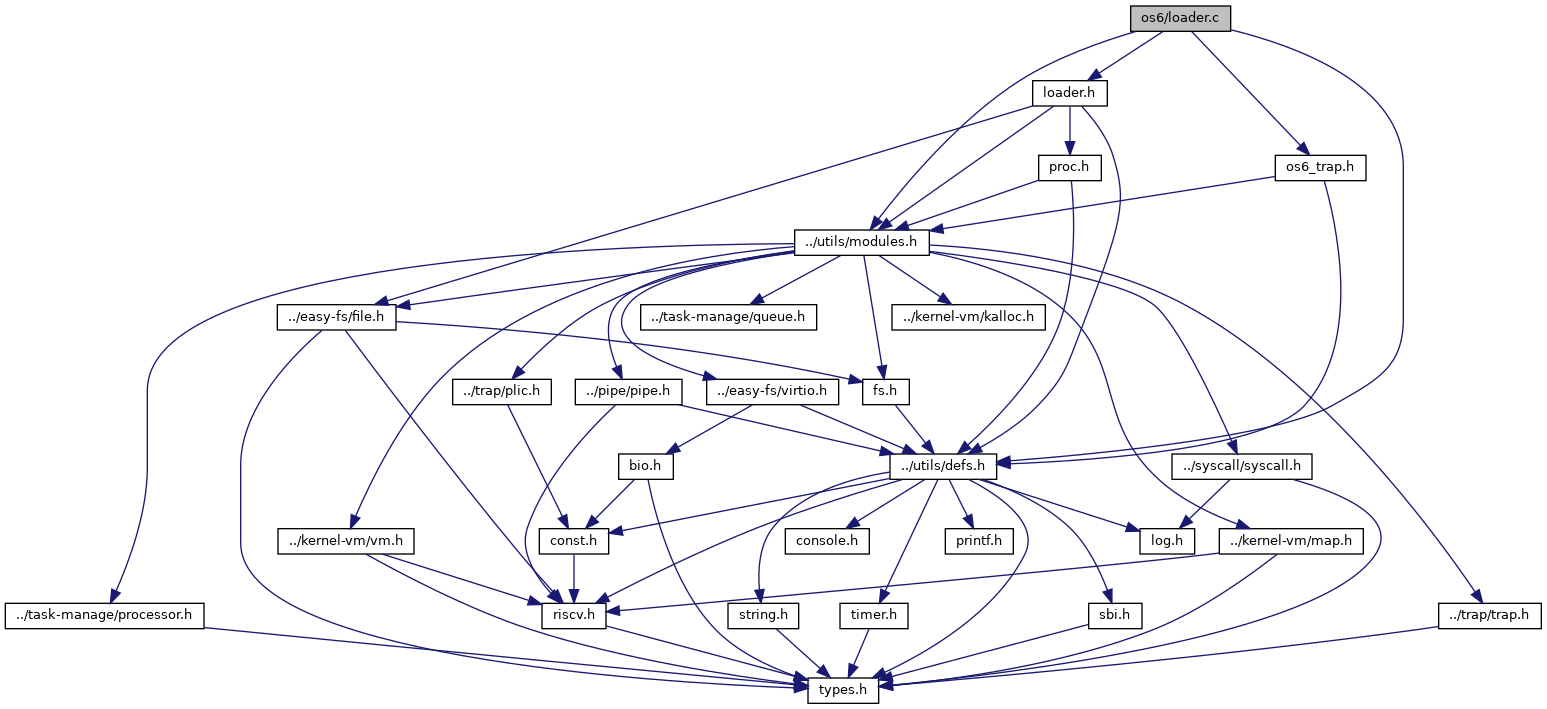 os6/loader.c
loader.h
proc.h
os6_trap.h
../utils/modules.h
../easy-fs/file.h
../task-manage/queue.h
../kernel-vm/kalloc.h
../trap/plic.h
../pipe/pipe.h
../easy-fs/virtio.h
fs.h
bio.h
../utils/defs.h
../syscall/syscall.h
../kernel-vm/vm.h
const.h
console.h
printf.h
log.h
../kernel-vm/map.h
../task-manage/processor.h
riscv.h
string.h
timer.h
sbi.h
../trap/trap.h
types.h